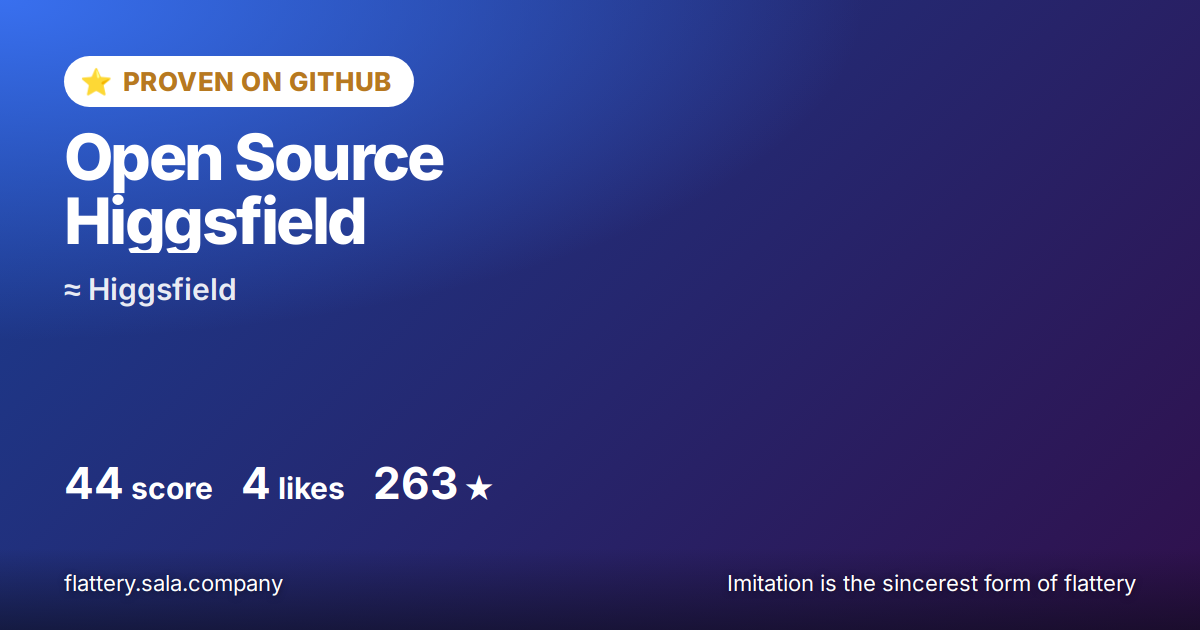 ⭐ PROVEN ON GITHUB
Open Source
Higgsfield
≈ Higgsfield
44 score 4 likes 263 ★
flattery.sala.company
Imitation is the sincerest form of flattery